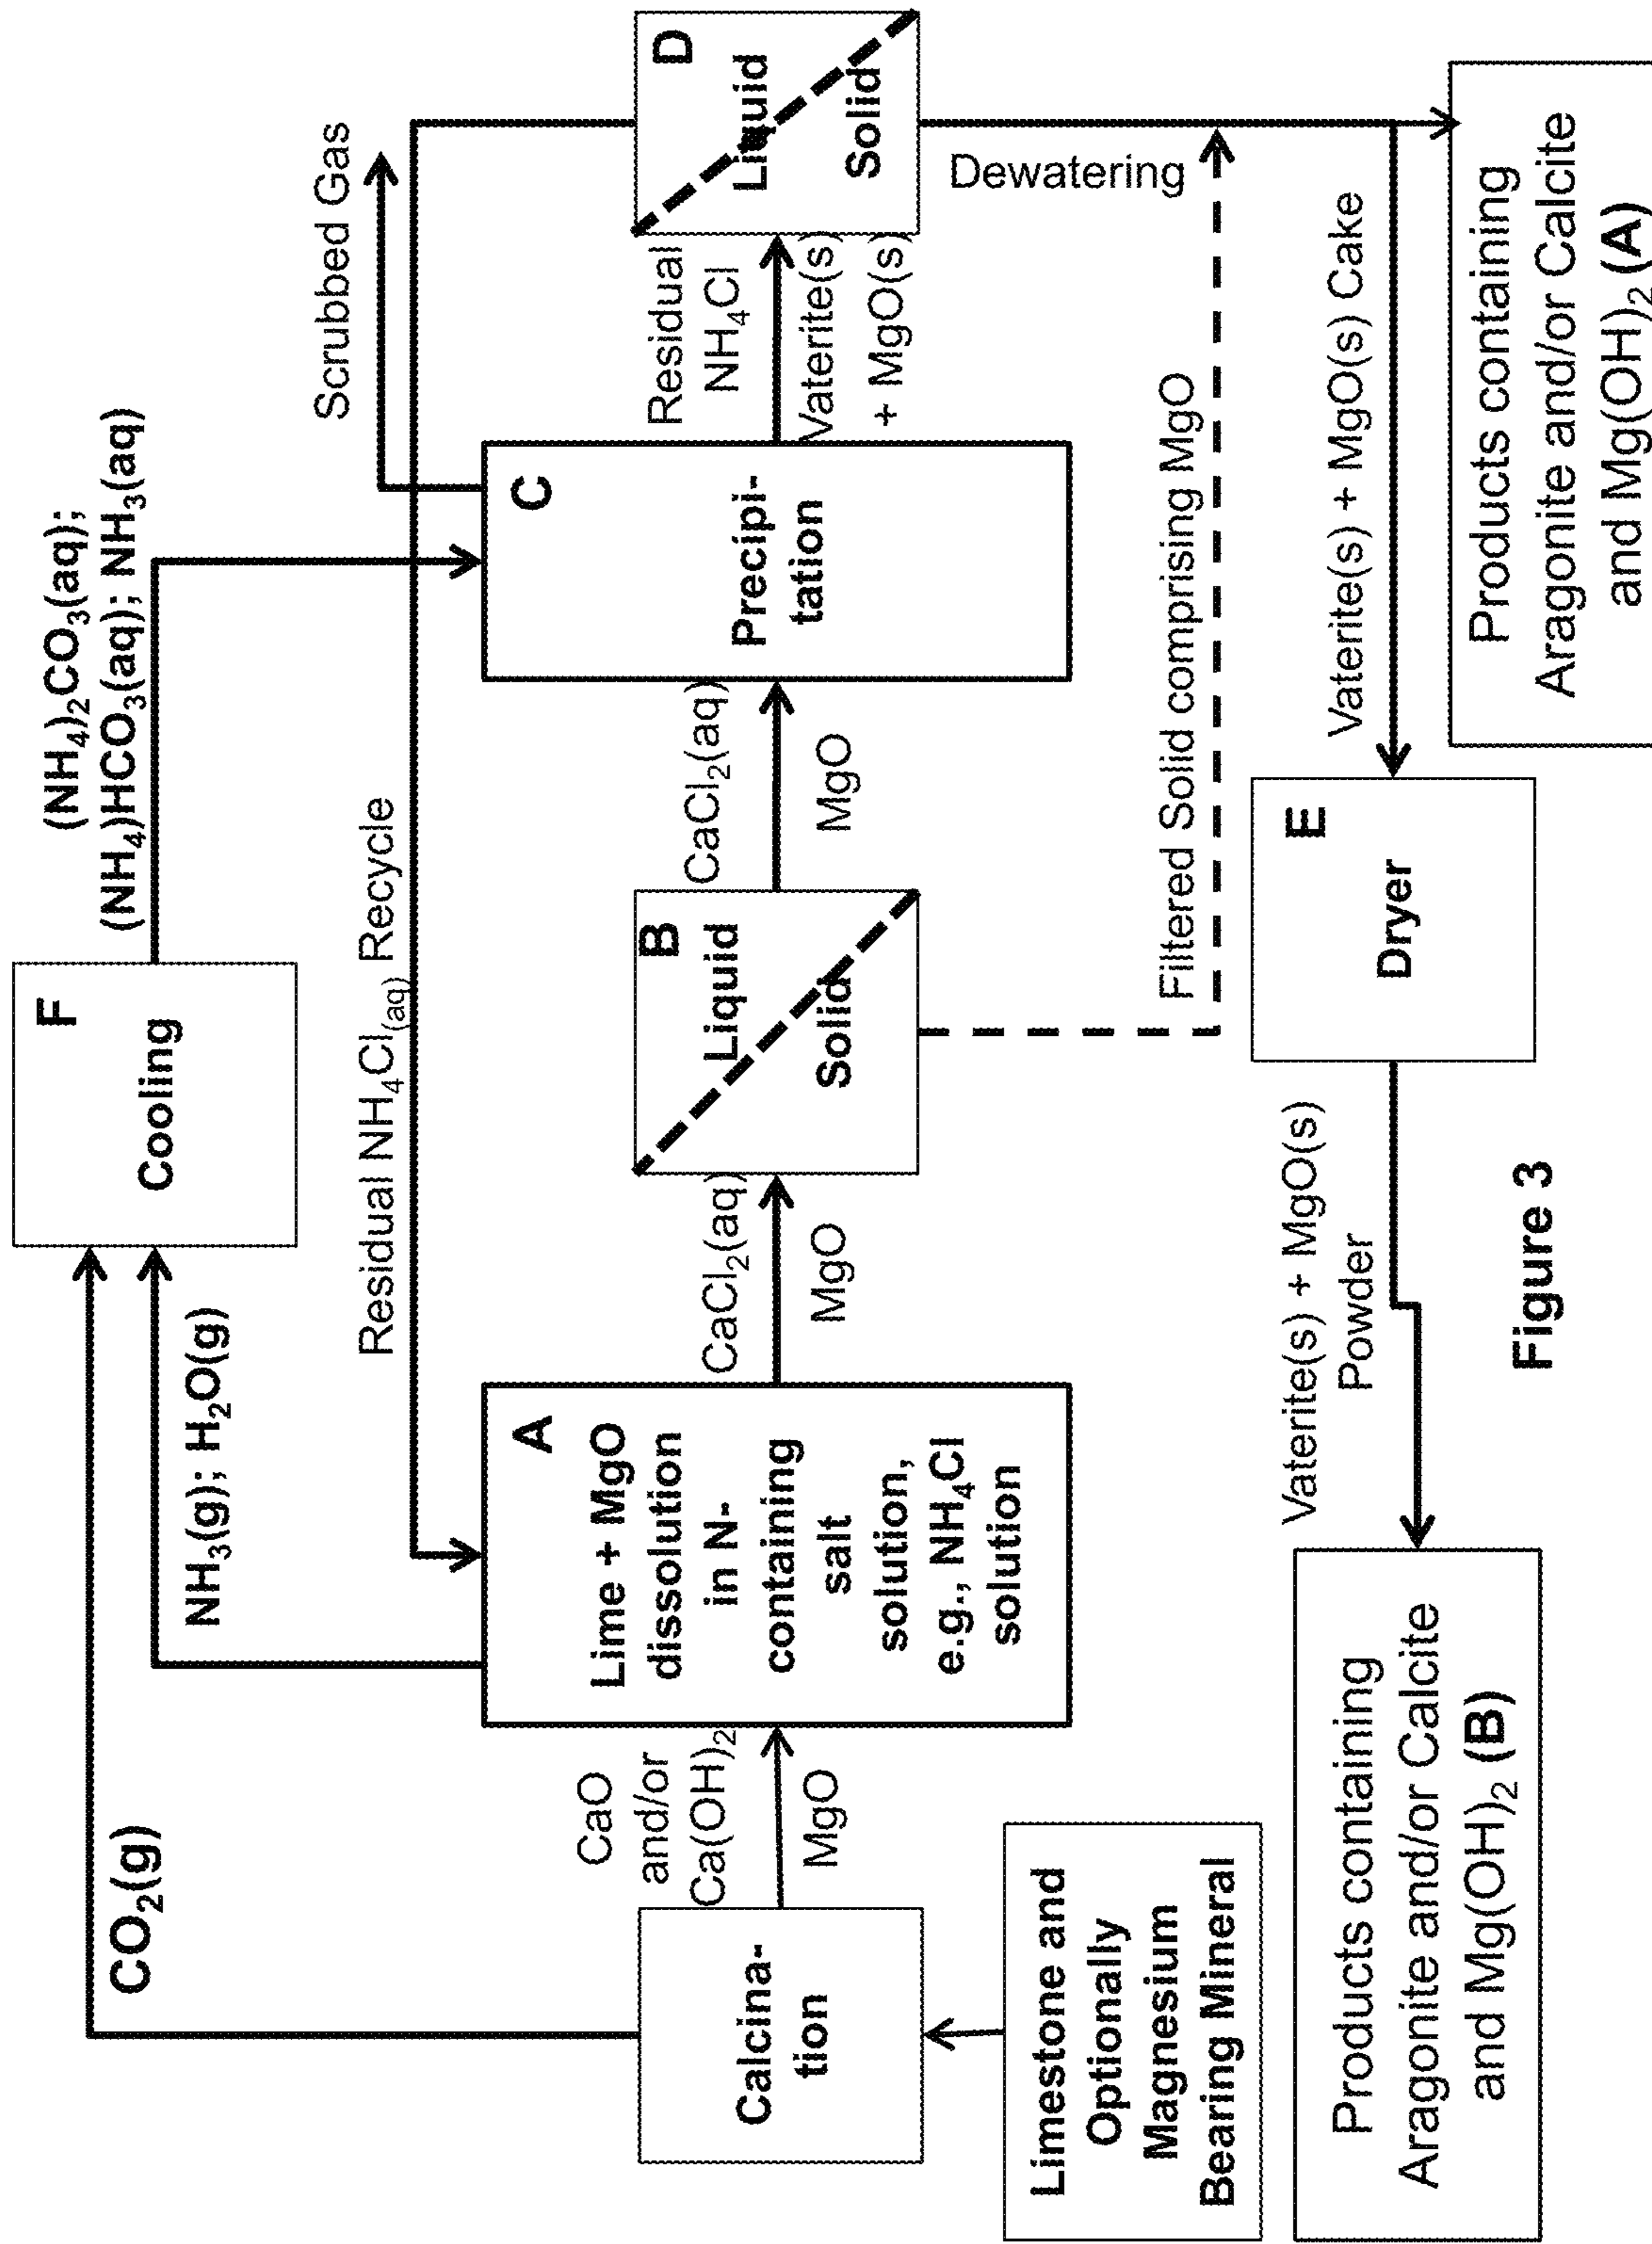 CO2(g)
NH3(g); H2O(g)
F
Cooling
(NH4)2CO3(aq);
(NH4)HCO3(aq); NH3(aq)
Scrubbed Gas
Residual NH4Cl(aq) Recycle
Calcina-
tion
CaO
and/or
Ca(OH)2
MgO
A
Lime + MgO
dissolution
in N-
containing
salt
solution,
e.g., NH4Cl
solution
CaCl2(aq)
MgO
B
Liquid
Solid
CaCl2(aq)
MgO
C
Precipi-
tation
Residual
NH4Cl
Vaterite(s)
+ MgO(s)
D
Liquid
Solid
Dewatering
Filtered Solid comprising MgO
Limestone and
Optionally
Magnesium
Bearing Mineral
Vaterite(s) + MgO(s)
Powder
E
Dryer
Vaterite(s) + MgO(s) Cake
Products containing
Aragonite and/or Calcite
and Mg(OH)2 (B)
Products containing
Aragonite and/or Calcite
and Mg(OH)2 (A)
Figure 3